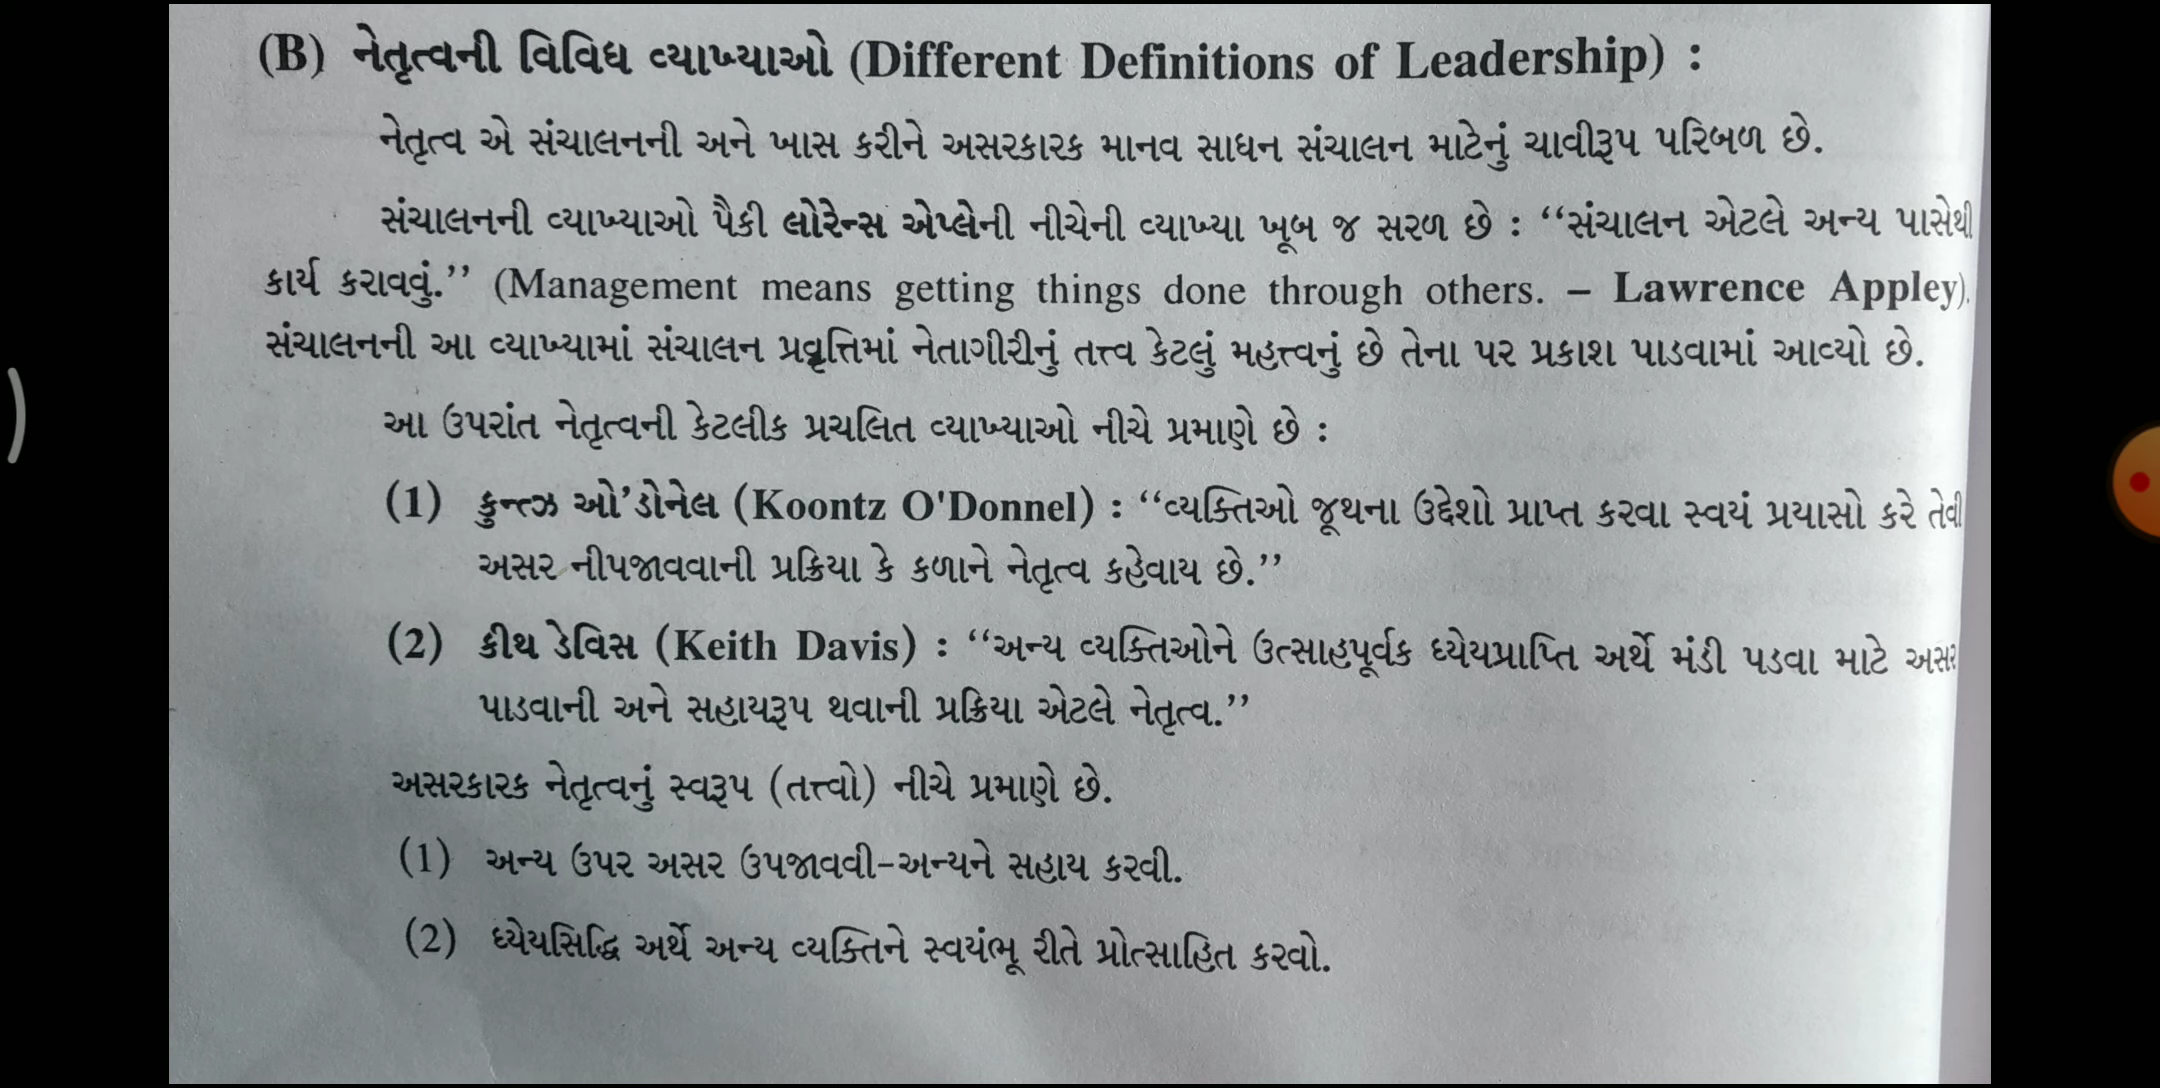 (B) નેતૃત્વની વિવિધ વ્યાખ્યાઓ (Different Definitions of Leadership) :
નેતૃત્વ એ સંચાલનની અને ખાસ કરીને અસરકારક માનવ સાધન સંચાલન માટેનું ચાવીરૂપ પરિબળ છે.
સંચાલનની વ્યાખ્યાઓ પૈકી લોરેન્સ એપ્લેની નીચેની વ્યાખ્યા ખૂબ જ સરળ છે : “સંચાલન એટલે અન્ય પાસેથી
કાર્ય કરાવવું.” (Management means getting things done through others. – Lawrence Appley).
સંચાલનની આ વ્યાખ્યામાં સંચાલન પ્રવૃત્તિમાં નેતાગીરીનું તત્ત્વ કેટલું મહત્ત્વનું છે તેના પર પ્રકાશ પાડવામાં આવ્યો છે.
આ ઉપરાંત નેતૃત્વની કેટલીક પ્રચલિત વ્યાખ્યાઓ નીચે પ્રમાણે છે :
(1) કુન્ત્ઝ ઓ’ડોનેલ (Koontz O'Donnel) : “વ્યક્તિઓ જૂથના ઉદ્દેશો પ્રાપ્ત કરવા સ્વયં પ્રયાસો કરે તેવી
અસર નીપજાવવાની પ્રક્રિયા કે કળાને નેતૃત્વ કહેવાય છે.”
(2) કીથ ડેવિસ (Keith Davis) : “અન્ય વ્યક્તિઓને ઉત્સાહપૂર્વક ધ્યેયપ્રાપ્તિ અર્થે મંડી પડવા માટે અસર
પાડવાની અને સહાયરૂપ થવાની પ્રક્રિયા એટલે નેતૃત્વ.”
અસરકારક નેતૃત્વનું સ્વરૂપ (તત્ત્વો) નીચે પ્રમાણે છે.
(1) અન્ય ઉપર અસર ઉપજાવવી-અન્યને સહાય કરવી.
(2) ધ્યેયસિદ્ધિ અર્થે અન્ય વ્યક્તિને સ્વયંભૂ રીતે પ્રોત્સાહિત કરવો.